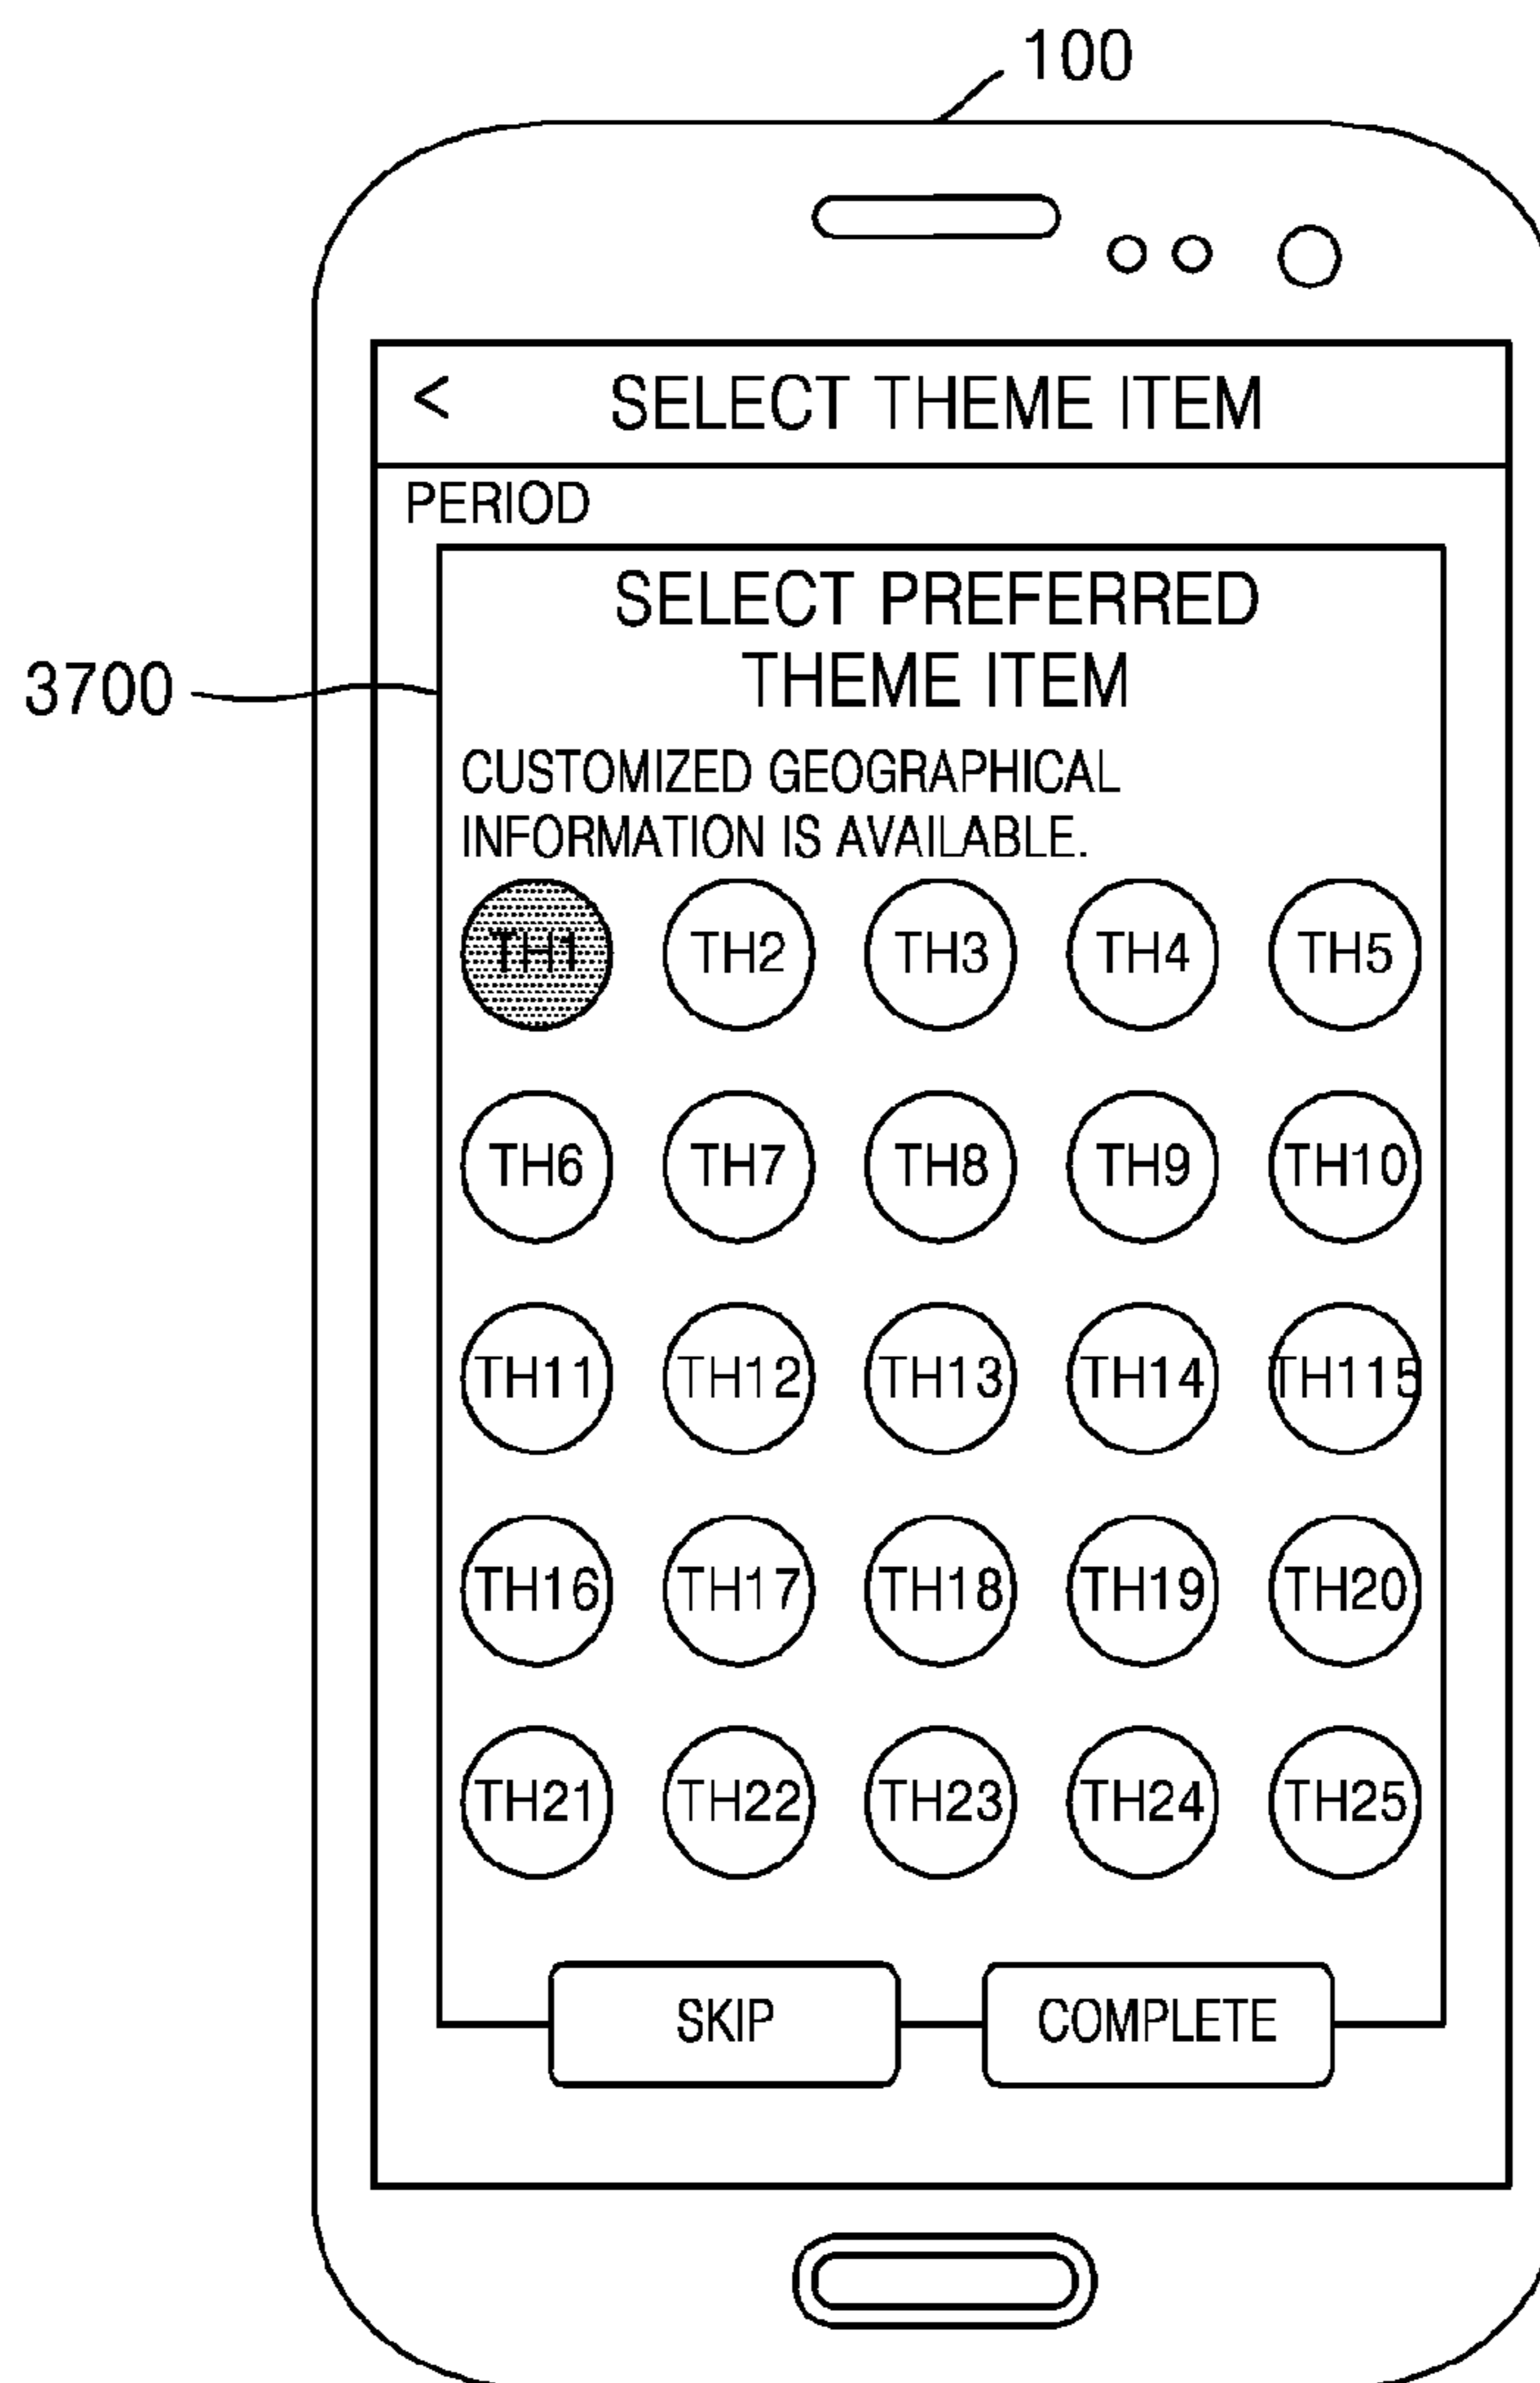 100
< SELECT THEME ITEM
PERIOD
SELECT PREFERRED
THEME ITEM
3700
CUSTOMIZED GEOGRAPHICAL
INFORMATION IS AVAILABLE.
TH1 TH2 TH3 TH4 TH5
TH6 TH7 TH8 TH9 TH10
TH11 TH12 TH13 TH14 TH115
TH16 TH17 TH18 TH19 TH20
TH21 TH22 TH23 TH24 TH25
SKIP COMPLETE